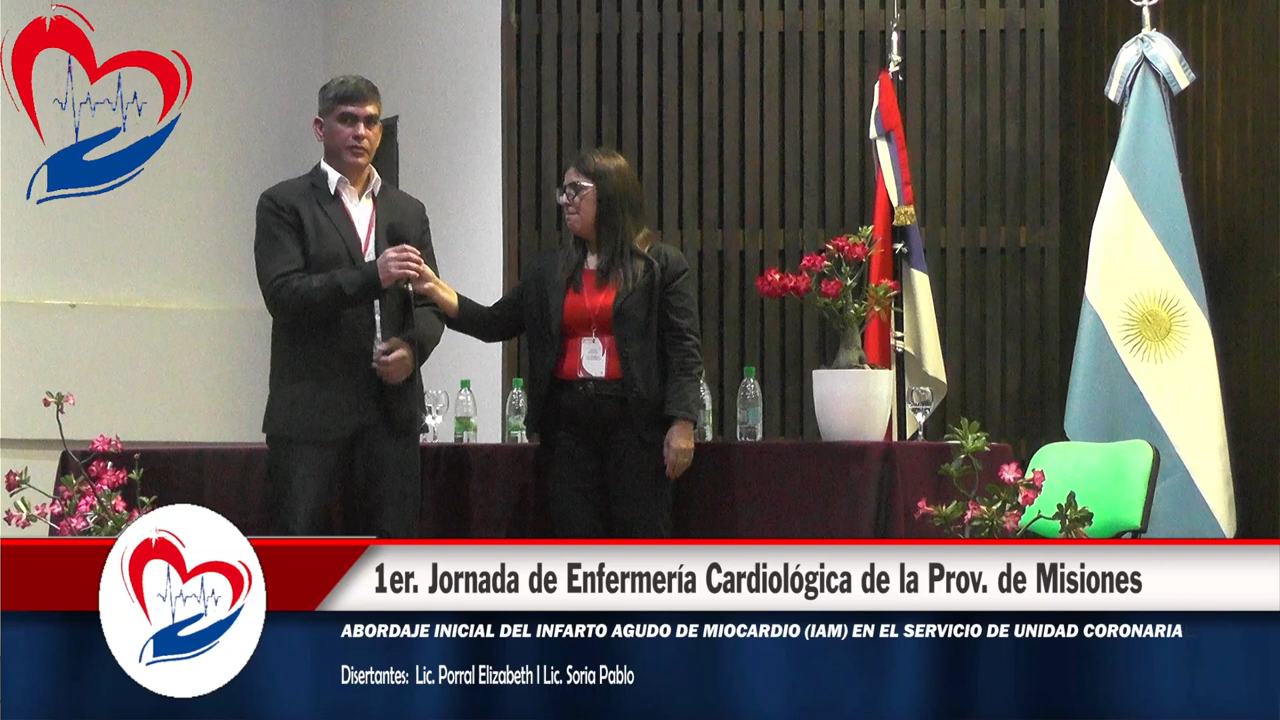 1er. Jornada de Enfermería Cardiológica de la Prov. de Misiones
ABORDAJE INICIAL DEL INFARTO AGUDO DE MIOCARDIO (IAM) EN EL SERVICIO DE UNIDAD CORONARIA
Disertantes: Lic. Porral Elizabeth I Lic. Soria Pablo